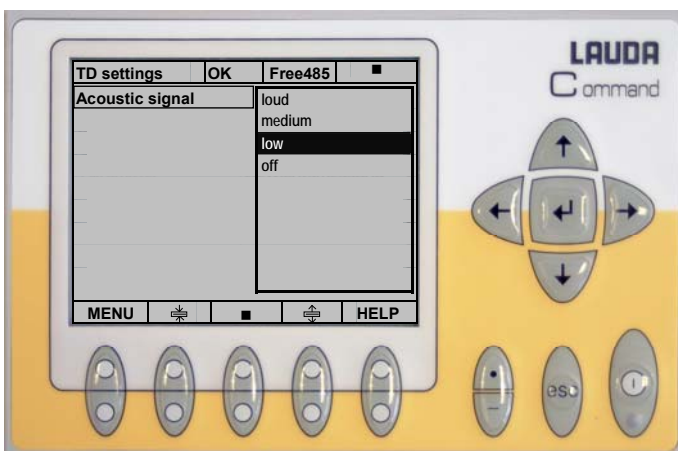 LAUDA
Command
TD settings OK Free485
Acoustic signal loud
medium
low
off
MENU HELP
esc